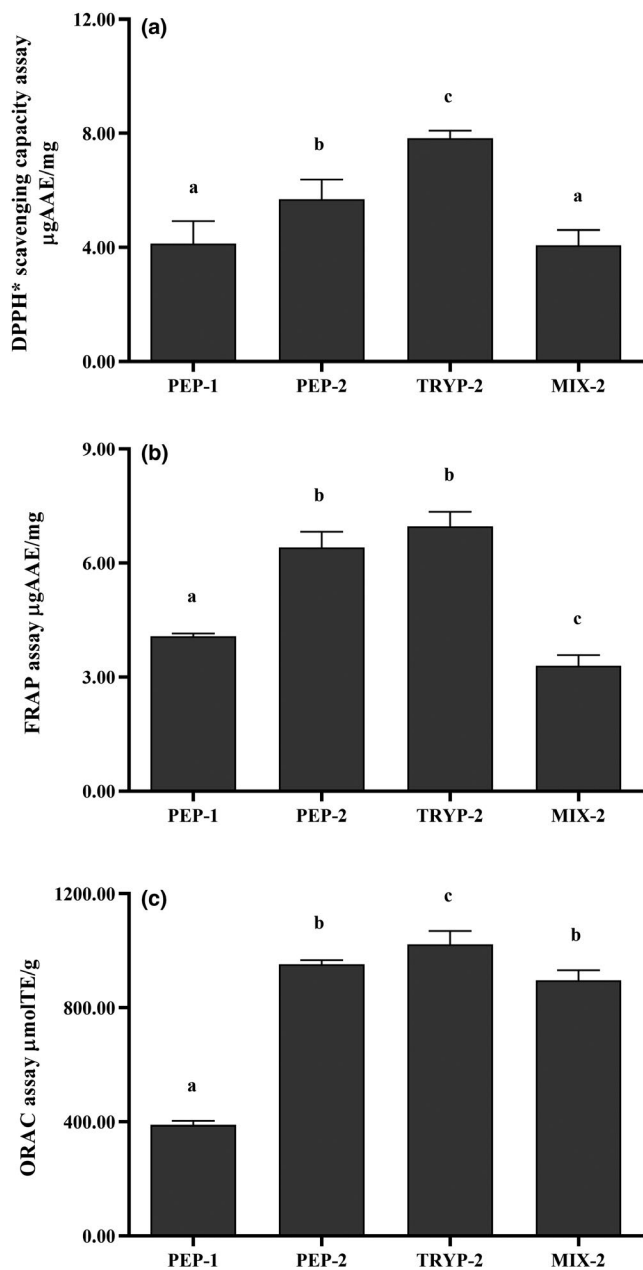 (a)
DPPH* scavenging capacity assay
µgAAE/mg
12.00
8.00
4.00
0.00
a
b
c
a
PEP-1 PEP-2 TRYP-2 MIX-2
(b)
FRAP assay µgAAE/mg
9.00
6.00
3.00
0.00
a
b
b
c
PEP-1 PEP-2 TRYP-2 MIX-2
(c)
ORAC assay µmolTE/g
1200.00
800.00
400.00
0.00
a
b
c
b
PEP-1 PEP-2 TRYP-2 MIX-2